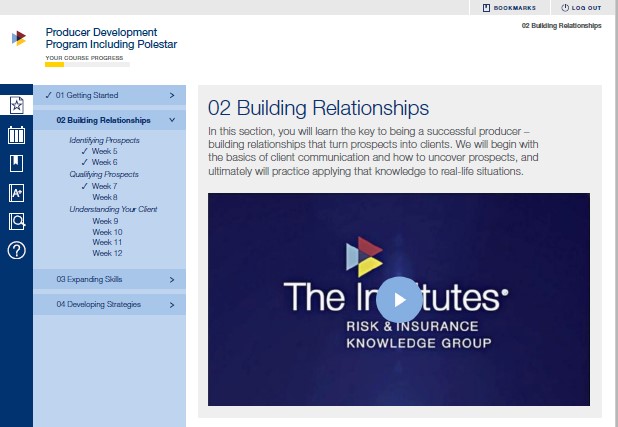 BOOKMARKS
LOG OUT
02 Building Relationships
Producer Development
Program Including Polestar
YOUR COURSE PROGRESS
✓ 01 Getting Started
02 Building Relationships
Identifying Prospects
✓ Week 5
✓ Week 6
Qualifying Prospects
✓ Week 7
Week 8
Understanding Your Client
Week 9
Week 10
Week 11
Week 12
03 Expanding Skills
04 Developing Strategies
A+
?
02 Building Relationships
In this section, you will learn the key to being a successful producer –
building relationships that turn prospects into clients. We will begin with
the basics of client communication and how to uncover prospects, and
ultimately will practice applying that knowledge to real-life situations.
The Institutes
RISK & INSURANCE
KNOWLEDGE GROUP